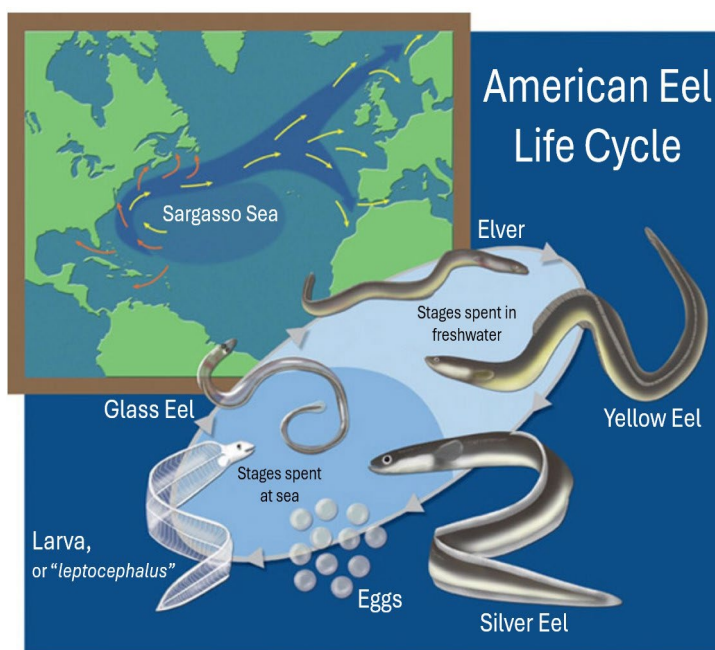 American Eel
Life Cycle
Sargasso Sea
Elver
Stages spent in
freshwater
Glass Eel
Yellow Eel
Stages spent
at sea
Larva,
or “leptocephalus”
Eggs
Silver Eel